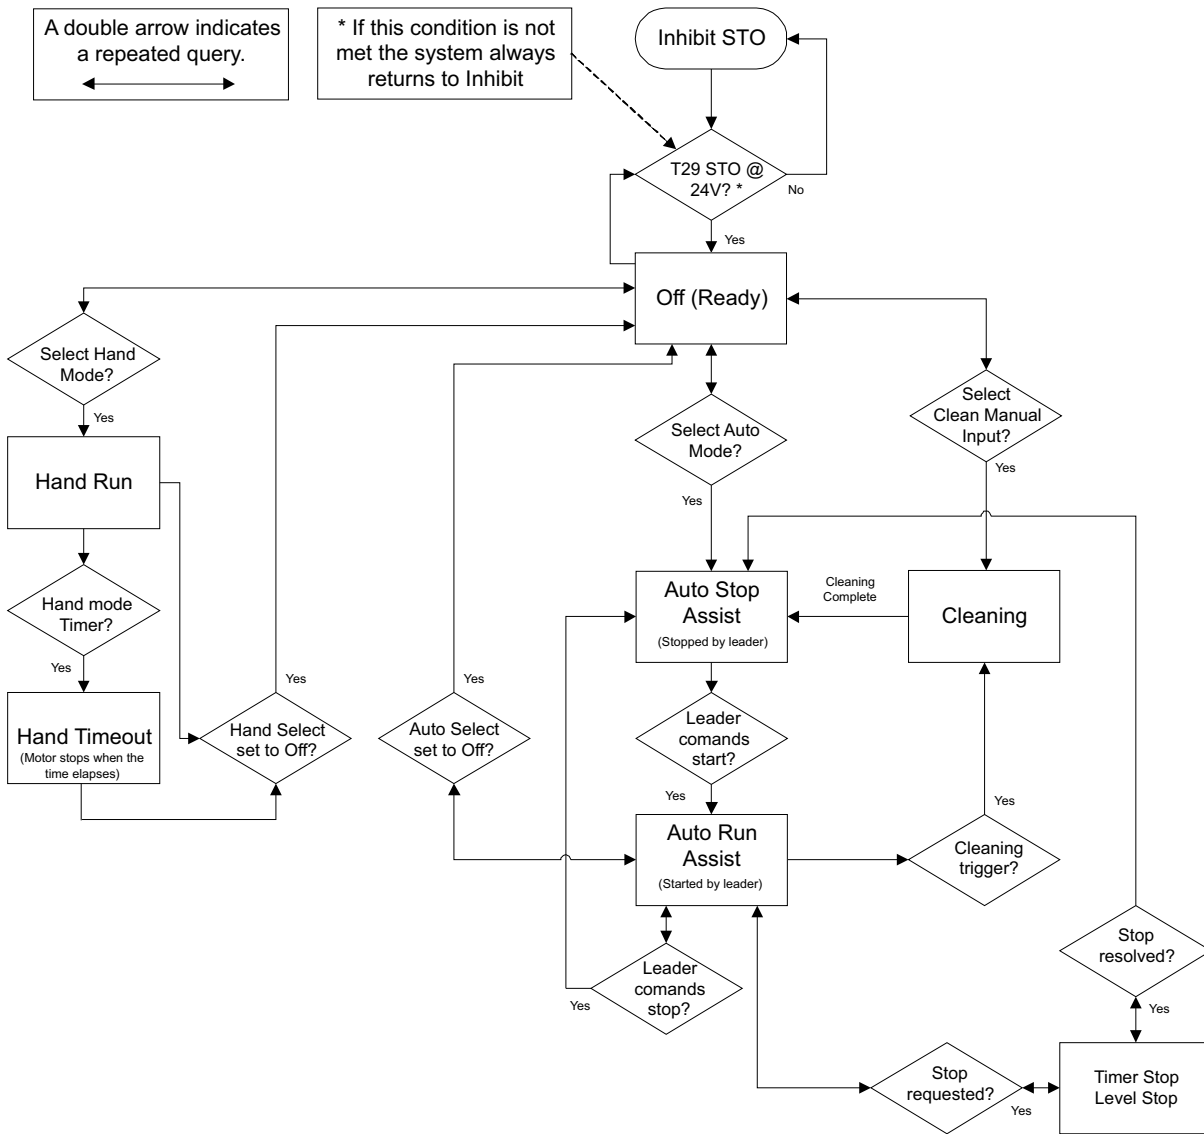 A double arrow indicates
a repeated query.
* If this condition is not
met the system always
returns to Inhibit
Inhibit STO
T29 STO @
24V? *
No
Yes
Off (Ready)
Select Hand
Mode?
Yes
Select Auto
Mode?
Yes
Select
Clean Manual
Input?
Yes
Hand Run
Hand mode
Timer?
Yes
Hand Timeout
(Motor stops when the
time elapses)
Hand Select
set to Off?
Yes
Auto Select
set to Off?
Yes
Auto Stop
Assist
(Stopped by leader)
Cleaning
Complete
Cleaning
Leader
comands
start?
Yes
Auto Run
Assist
(Started by leader)
Cleaning
trigger?
Yes
Leader
comands
stop?
Yes
Stop
resolved?
Yes
Stop
requested?
Yes
Timer Stop
Level Stop